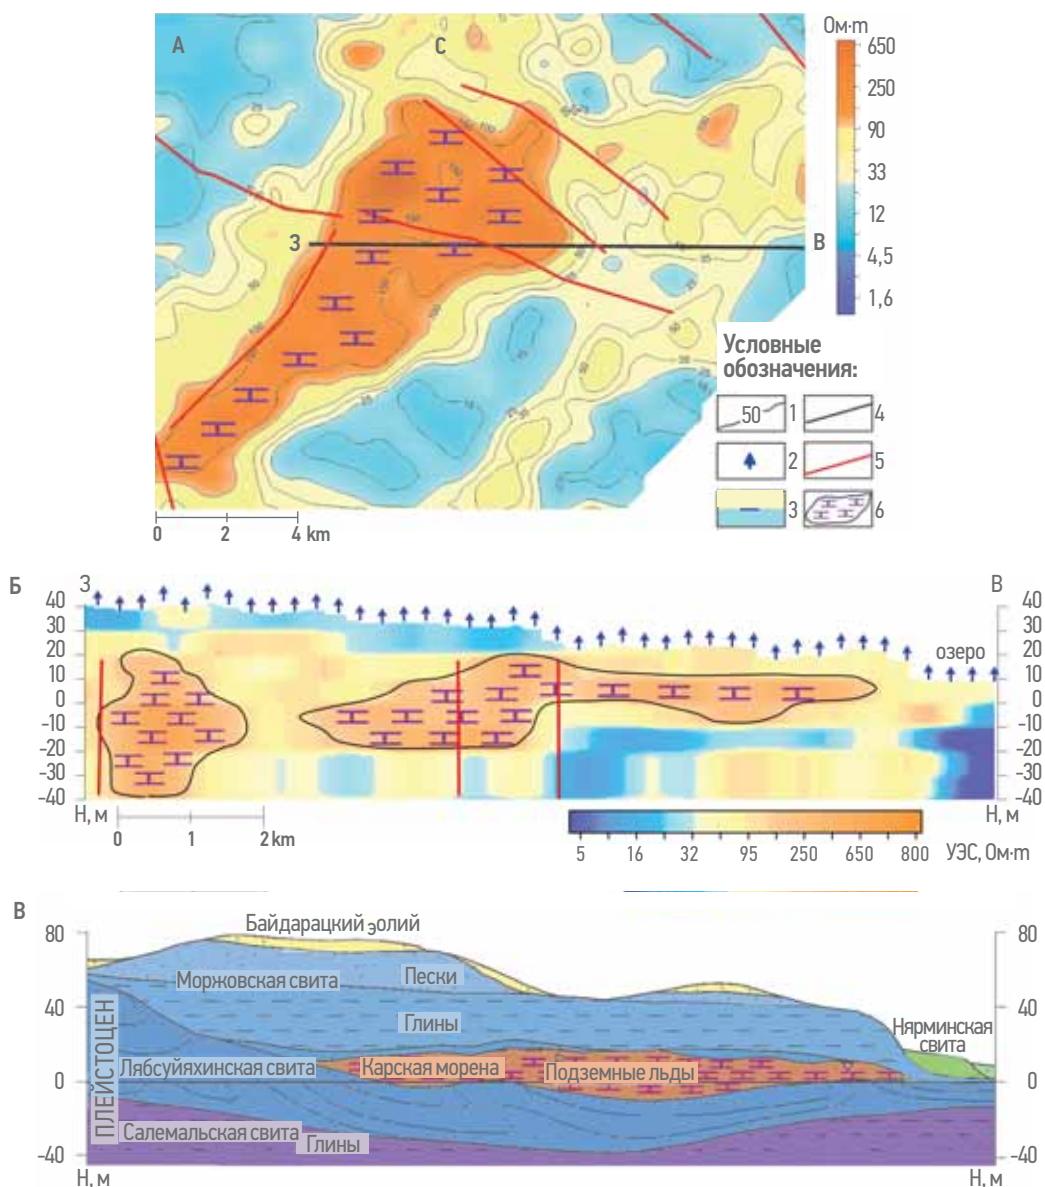 А
С
Ом·m
650
250
90
33
12
4,5
1,6
З
В
Условные
обозначения:
50 1
4
2
5
3
6
0 2 4 km
Б
З
В
40
30
20
10
0
-10
-20
-30
-40
Н, м
40
30
20
10
0
-10
-20
-30
-40
Н, м
озеро
0 1 2 km
5 16 32 95 250 650 800 УЭС, Ом·m
В
80
40
0
-40
Н, м
80
40
0
-40
Н, м
Байдарацкий эолий
Моржовская свита
Пески
Глины
Нярминская
свита
ПЛЕЙСТОЦЕН
Лябсуйяхинская свита
Карская морена
Подземные льды
Салемальская свита
Глины